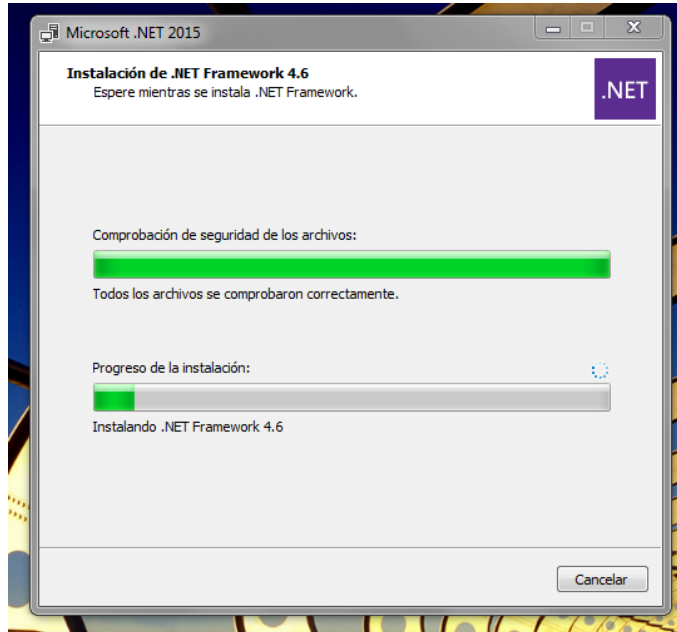 Microsoft .NET 2015
Instalación de .NET Framework 4.6
Espere mientras se instala .NET Framework.
.NET
Comprobación de seguridad de los archivos:
Todos los archivos se comprobaron correctamente.
Progreso de la instalación:
Instalando .NET Framework 4.6
Cancelar